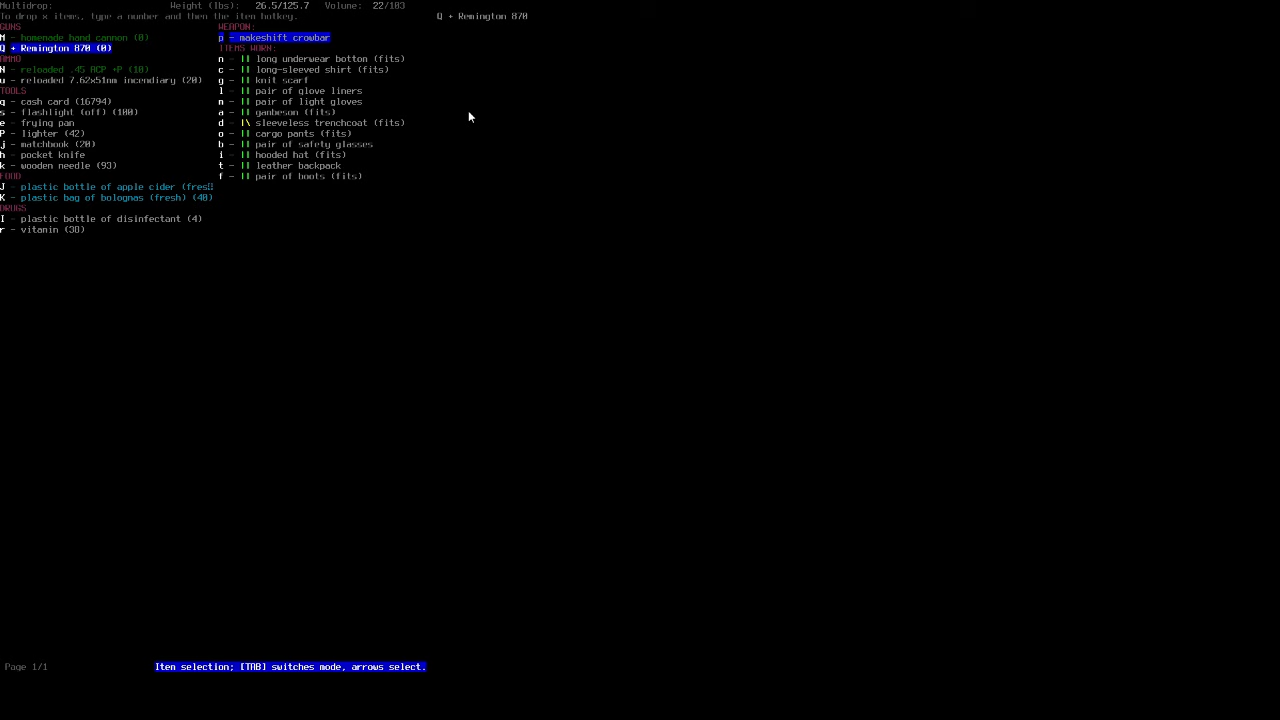 Multidrop: Weight (lbs): 26.5/125.7 Volume: 22/103
To drop x items, type a number and then the item hotkey. Q + Remington 870
GUNS WEAPON:
M - homemade hand cannon (0) p - makeshift crowbar
Q + Remington 870 (0) ITEMS WORN:
AMMO n - || long underwear botton (fits)
N - reloaded .45 ACP +P (10) c - || long-sleeved shirt (fits)
u - reloaded 7.62x51mm incendiary (20) g - || knit scarf
TOOLS l - || pair of glove liners
q - cash card (16794) m - || pair of light gloves
s - flashlight (off) (100) a - || gambeson (fits)
e - frying pan d - |\ sleeveless trenchcoat (fits)
P - lighter (42) o - || cargo pants (fits)
j - matchbook (20) b - || pair of safety glasses
h - pocket knife i - || hooded hat (fits)
k - wooden needle (93) t - || leather backpack
FOOD f - || pair of boots (fits)
J - plastic bottle of apple cider (fres
K - plastic bag of bolognas (fresh) (40)
DRUGS
I - plastic bottle of disinfectant (4)
r - vitamin (30)
Page 1/1 Item selection; [TAB] switches mode, arrows select.